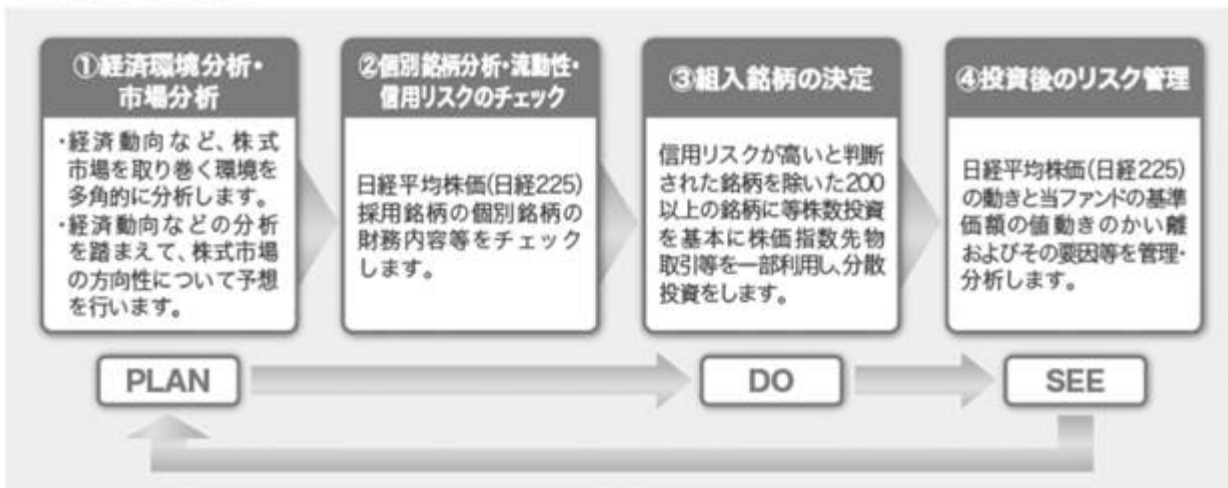 ①経済環境分析・
市場分析
・経済動向など、株式
市場を取り巻く環境を
多角的に分析します。
・経済動向などの分析
を踏まえて、株式市場
の方向性について予想
を行います。
②個別銘柄分析・流動性・
信用リスクのチェック
日経平均株価(日経225)
採用銘柄の個別銘柄の
財務内容等をチェック
します。
③組入銘柄の決定
信用リスクが高いと判断
された銘柄を除いた200
以上の銘柄に等株数投資
を基本に株価指数先物
取引等を一部利用し、分散
投資をします。
④投資後のリスク管理
日経平均株価(日経225)
の動きと当ファンドの基準
価額の値動きのかい離
およびその要因等を管理・
分析します。
PLAN
DO
SEE